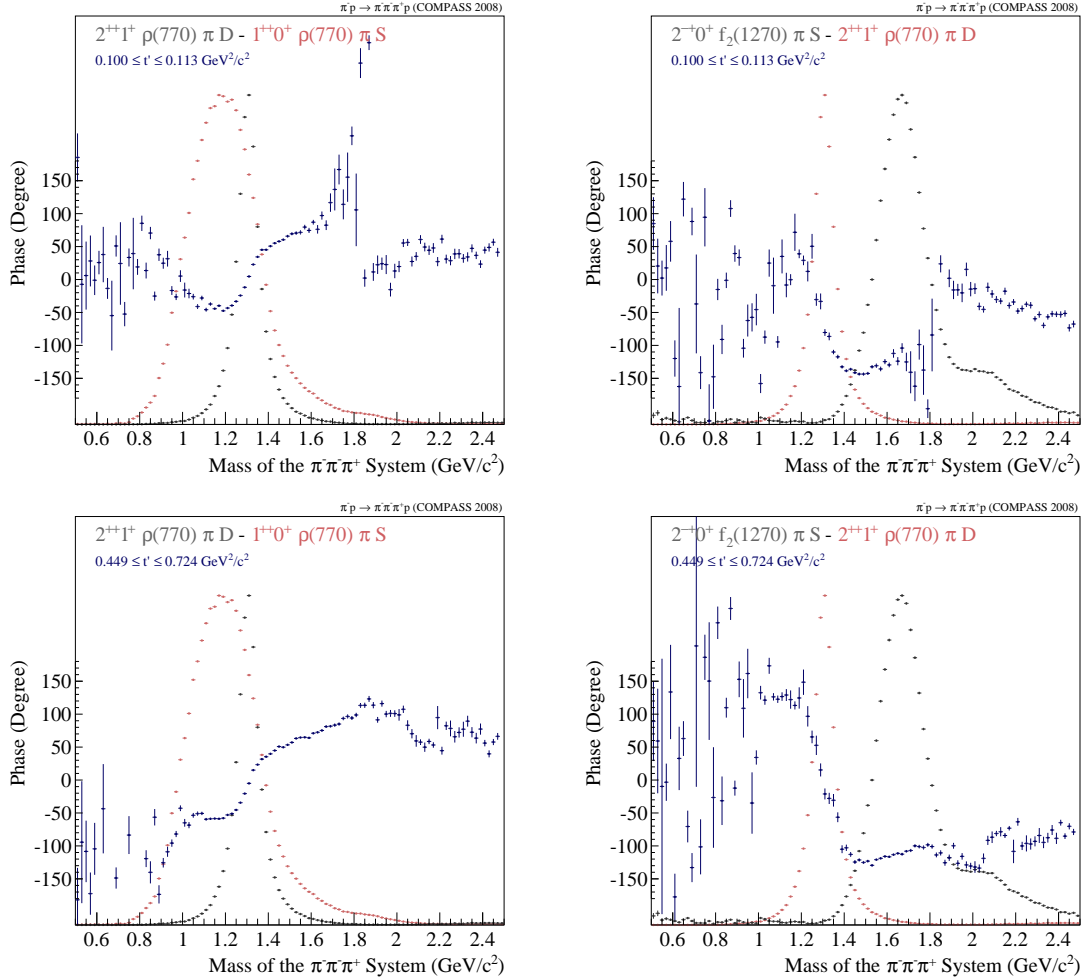 π⁻p → π⁻π⁻π⁺p (COMPASS 2008)
2⁺⁺1⁺ ρ(770) π D - 1⁺⁺0⁺ ρ(770) π S
0.100 ≤ t' ≤ 0.113 GeV²/c²
Phase (Degree)
150
100
50
0
-50
-100
-150
0.6 0.8 1 1.2 1.4 1.6 1.8 2 2.2 2.4
Mass of the π⁻π⁻π⁺ System (GeV/c²)
π⁻p → π⁻π⁻π⁺p (COMPASS 2008)
2⁻⁺0⁺ f₂(1270) π S - 2⁺⁺1⁺ ρ(770) π D
0.100 ≤ t' ≤ 0.113 GeV²/c²
Phase (Degree)
150
100
50
0
-50
-100
-150
0.6 0.8 1 1.2 1.4 1.6 1.8 2 2.2 2.4
Mass of the π⁻π⁻π⁺ System (GeV/c²)
π⁻p → π⁻π⁻π⁺p (COMPASS 2008)
2⁺⁺1⁺ ρ(770) π D - 1⁺⁺0⁺ ρ(770) π S
0.449 ≤ t' ≤ 0.724 GeV²/c²
Phase (Degree)
150
100
50
0
-50
-100
-150
0.6 0.8 1 1.2 1.4 1.6 1.8 2 2.2 2.4
Mass of the π⁻π⁻π⁺ System (GeV/c²)
π⁻p → π⁻π⁻π⁺p (COMPASS 2008)
2⁻⁺0⁺ f₂(1270) π S - 2⁺⁺1⁺ ρ(770) π D
0.449 ≤ t' ≤ 0.724 GeV²/c²
Phase (Degree)
150
100
50
0
-50
-100
-150
0.6 0.8 1 1.2 1.4 1.6 1.8 2 2.2 2.4
Mass of the π⁻π⁻π⁺ System (GeV/c²)